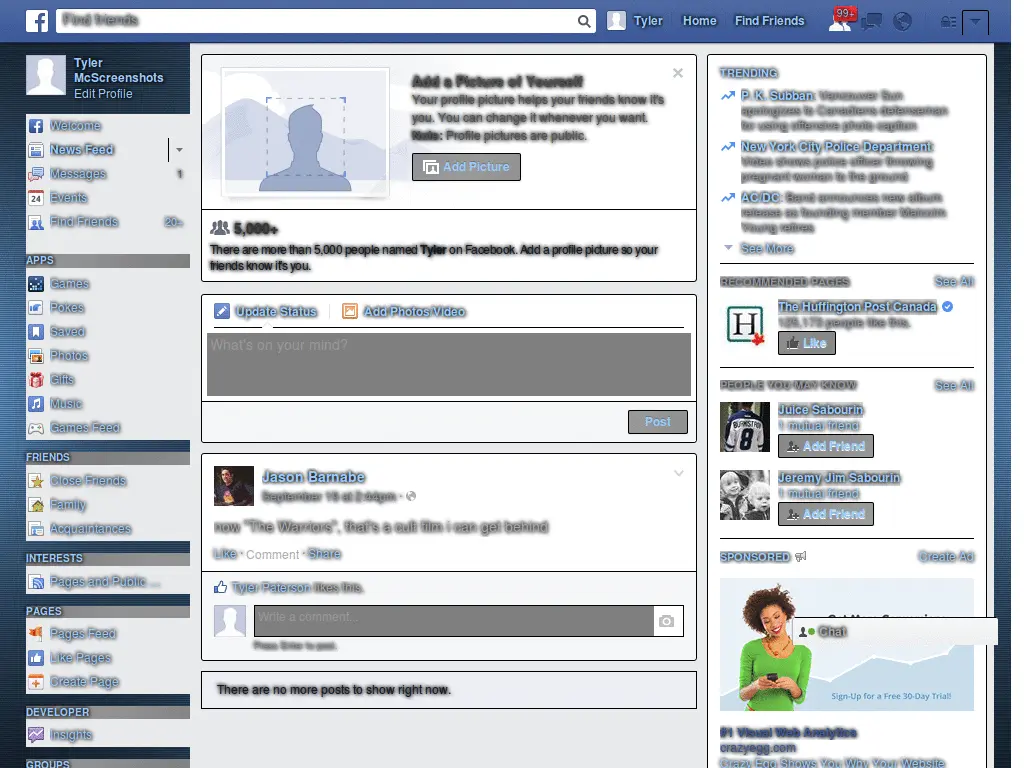 Find friends
Tyler
Home
Find Friends
99+
Tyler
McScreenshots
Edit Profile
Welcome
News Feed
Messages
1
24
Events
Find Friends
20+
APPS
Games
Pokes
Saved
Photos
Gifts
Music
Games Feed
FRIENDS
Close Friends
Family
Acquaintances
INTERESTS
Pages and Public ...
PAGES
Pages Feed
Like Pages
Create Page
DEVELOPER
Insights
GROUPS
Add a Picture of Yourself
Your profile picture helps your friends know it's
you. You can change it whenever you want.
Note: Profile pictures are public.
Add Picture
5,000+
There are more than 5,000 people named Tyler on Facebook. Add a profile picture so your
friends know it's you.
Update Status
Add Photos/Video
What's on your mind?
Post
Jason Barnabe
September 19 at 2:44pm ·
now "The Warriors", that's a cult film i can get behind
Like · Comment · Share
Tyler Paterson likes this.
Write a comment...
Press Enter to post.
There are no more posts to show right now.
TRENDING
P. K. Subban: Vancouver Sun
apologizes to Canadiens defenseman
for using offensive photo caption
New York City Police Department:
Video shows police officer throwing
pregnant woman to the ground
AC/DC: Band announces new album
release as founding member Malcolm
Young retires
See More
RECOMMENDED PAGES
See All
H
The Huffington Post Canada
people like this.
Like
PEOPLE YOU MAY KNOW
See All
8
Juice Sabourin
1 mutual friend
Add Friend
Jeremy Jim Sabourin
1 mutual friend
Add Friend
SPONSORED
Create Ad
Chat
Sign-Up for a Free 30-Day Trial!
#1 Visual Web Analytics
crazyegg.com
Crazy Egg Shows You Why Your Website